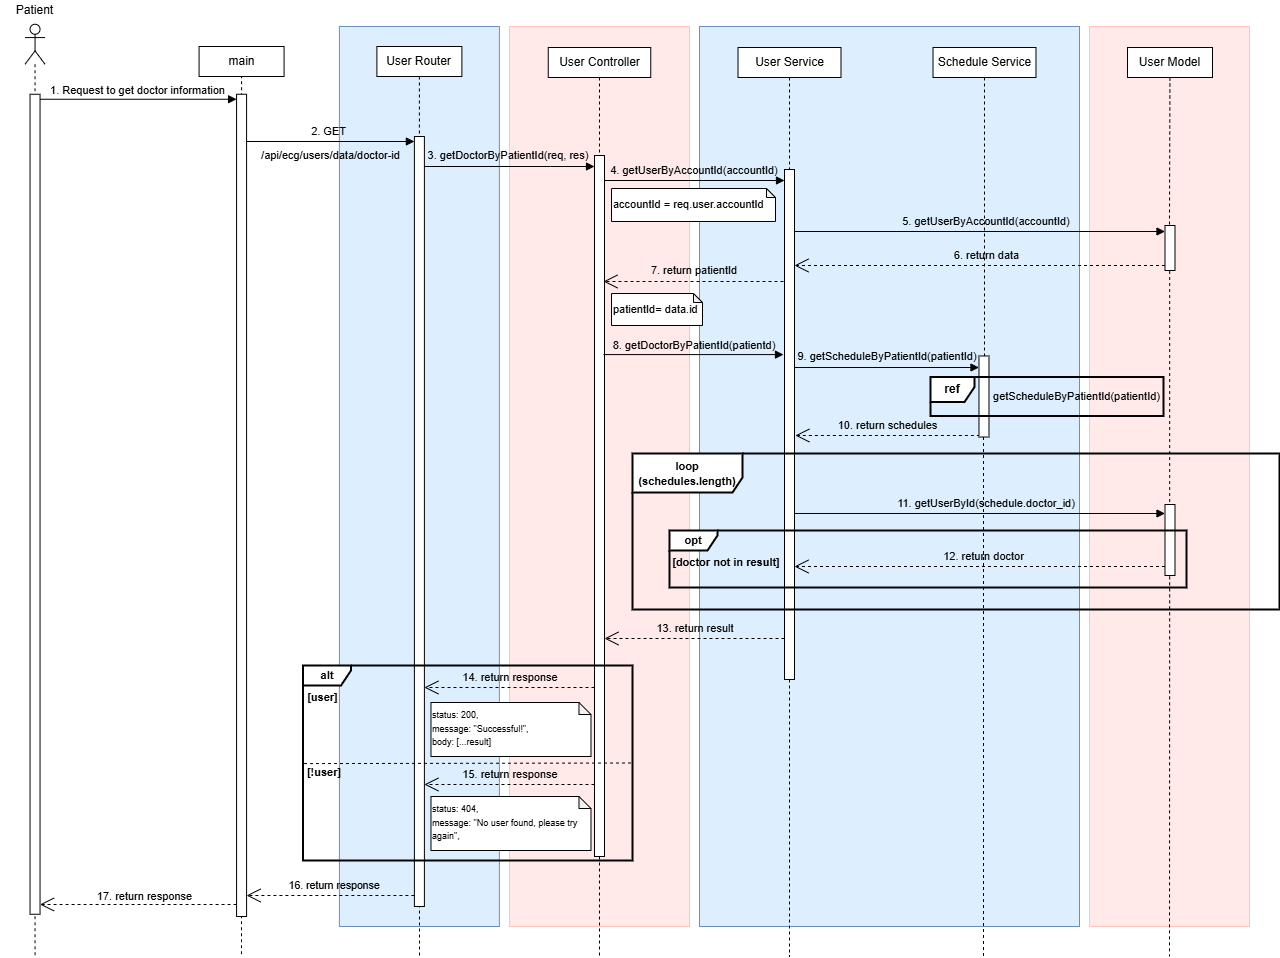 Patient
main
User Router
User Controller
User Service
Schedule Service
User Model
1. Request to get doctor information
2. GET
/api/ecg/users/data/doctor-id
3. getDoctorByPatientId(req, res)
4. getUserByAccountId(accountId)
accountId = req.user.accountId
5. getUserByAccountId(accountId)
6. return data
7. return patientId
patientId= data.id
8. getDoctorByPatientId(patientd)
9. getScheduleByPatientId(patientId)
ref
getScheduleByPatientId(patientId)
10. return schedules
loop
(schedules.length)
11. getUserById(schedule.doctor_id)
opt
[doctor not in result]
12. return doctor
13. return result
alt
[user]
14. return response
status: 200,
message: "Successful!",
body: [...result]
[!user]
15. return response
status: 404,
message: "No user found, please try
again",
16. return response
17. return response